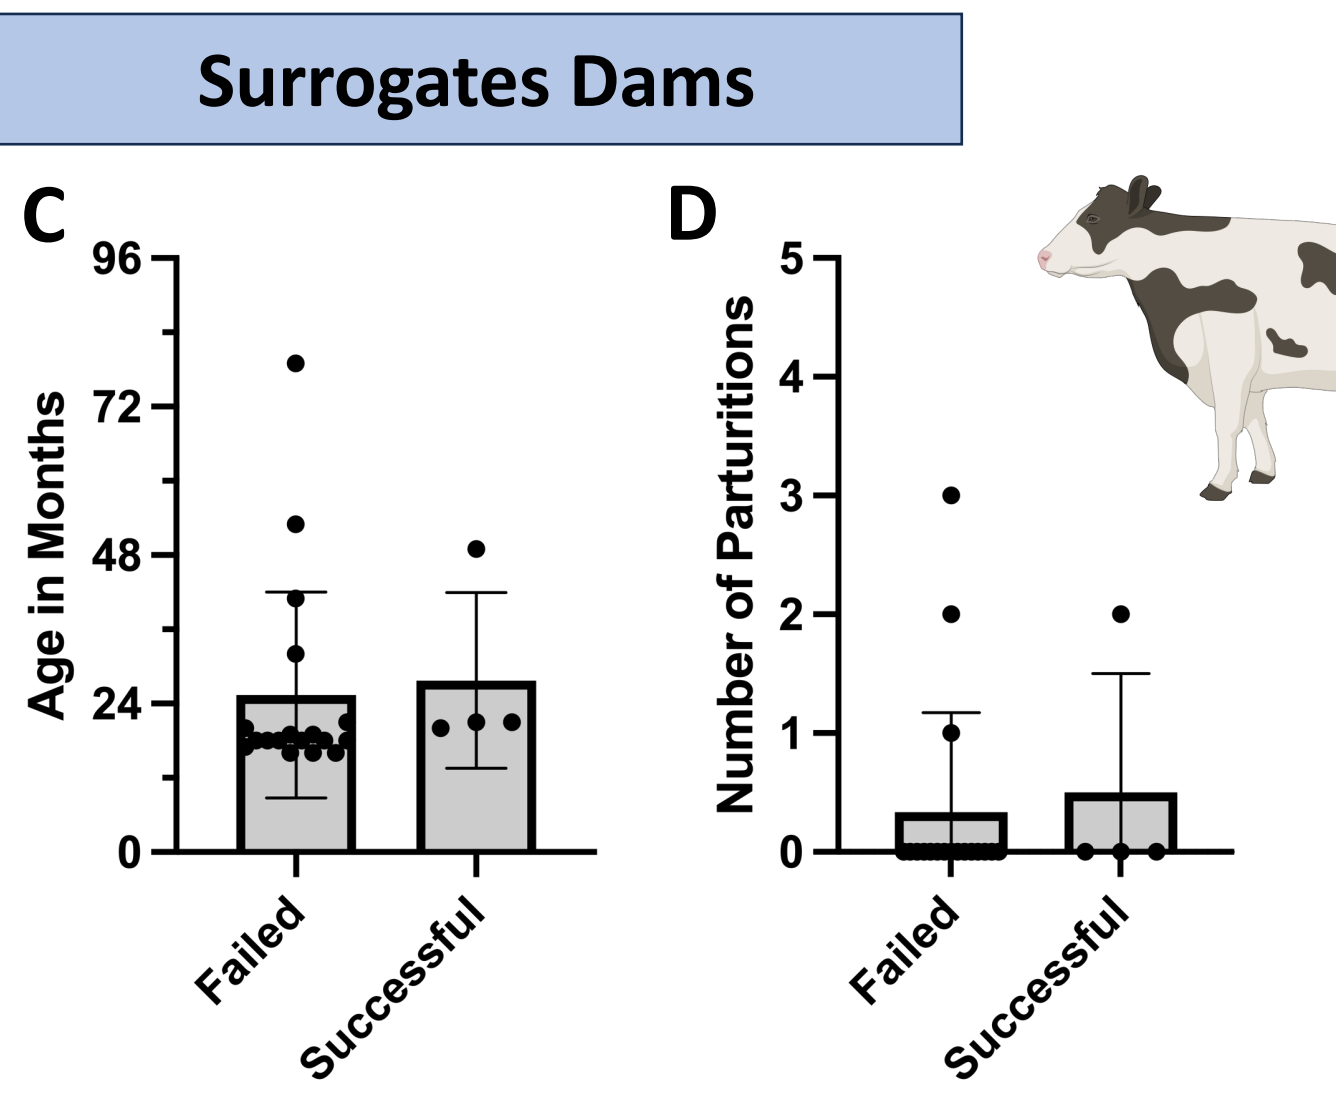 Surrogates Dams
C
96
72
48
24
0
Age in Months
Failed
Successful
D
5
4
3
2
1
0
Number of Parturitions
Failed
Successful